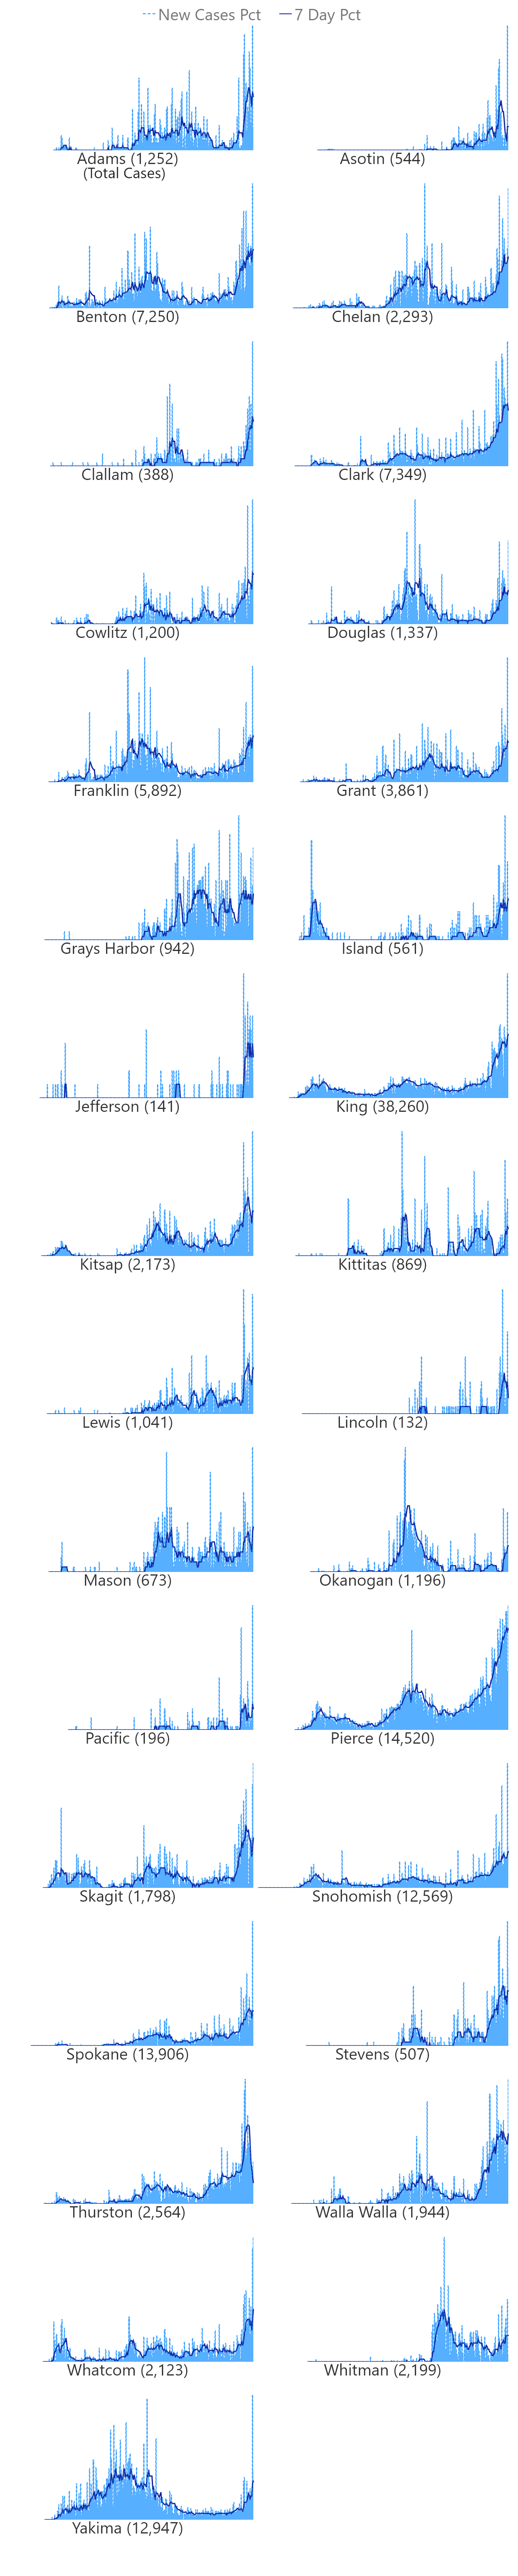 New Cases Pct 7 Day Pct
Adams (1,252) Asotin (544)
(Total Cases)
Benton (7,250) Chelan (2,293)
Clallam (388) Clark (7,349)
Cowlitz (1,200) Douglas (1,337)
Franklin (5,892) Grant (3,861)
Grays Harbor (942) Island (561)
Jefferson (141) King (38,260)
Kitsap (2,173) Kittitas (869)
Lewis (1,041) Lincoln (132)
Mason (673) Okanogan (1,196)
Pacific (196) Pierce (14,520)
Skagit (1,798) Snohomish (12,569)
Spokane (13,906) Stevens (507)
Thurston (2,564) Walla Walla (1,944)
Whatcom (2,123) Whitman (2,199)
Yakima (12,947)